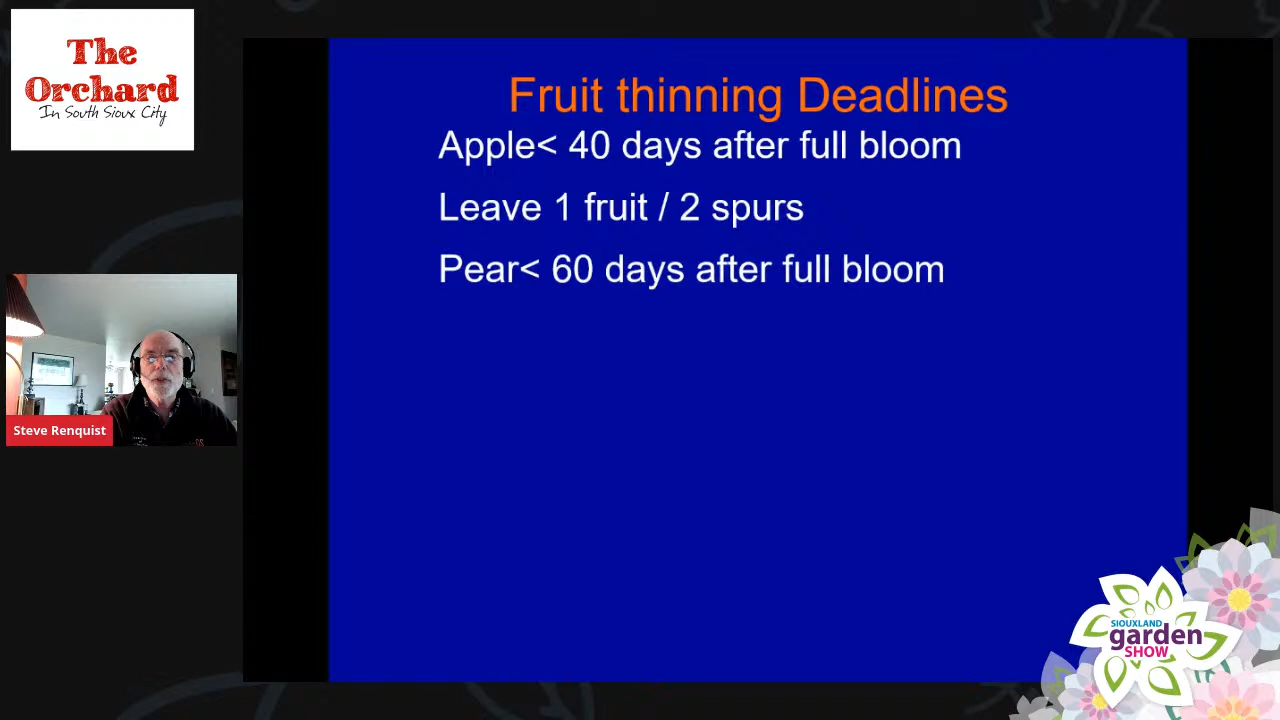 The
Orchard
In South Sioux City
Fruit thinning Deadlines
Apple< 40 days after full bloom
Leave 1 fruit / 2 spurs
Pear< 60 days after full bloom
Steve Renquist
SIOUXLAND
garden
SHOW